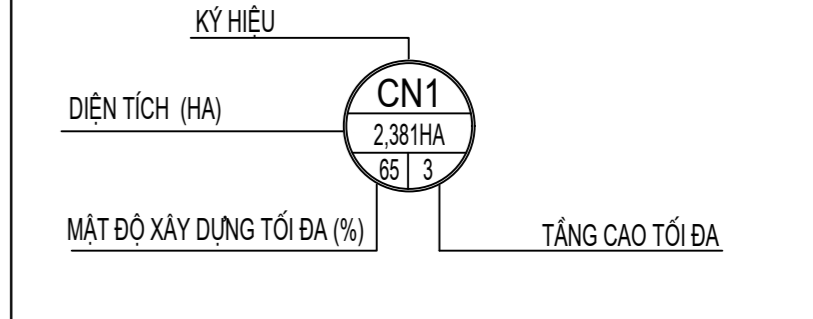 KÝ HIỆU
CN1
DIỆN TÍCH (HA)
2,381HA
65 3
MẬT ĐỘ XÂY DỰNG TỐI ĐA (%)
TẦNG CAO TỐI ĐA